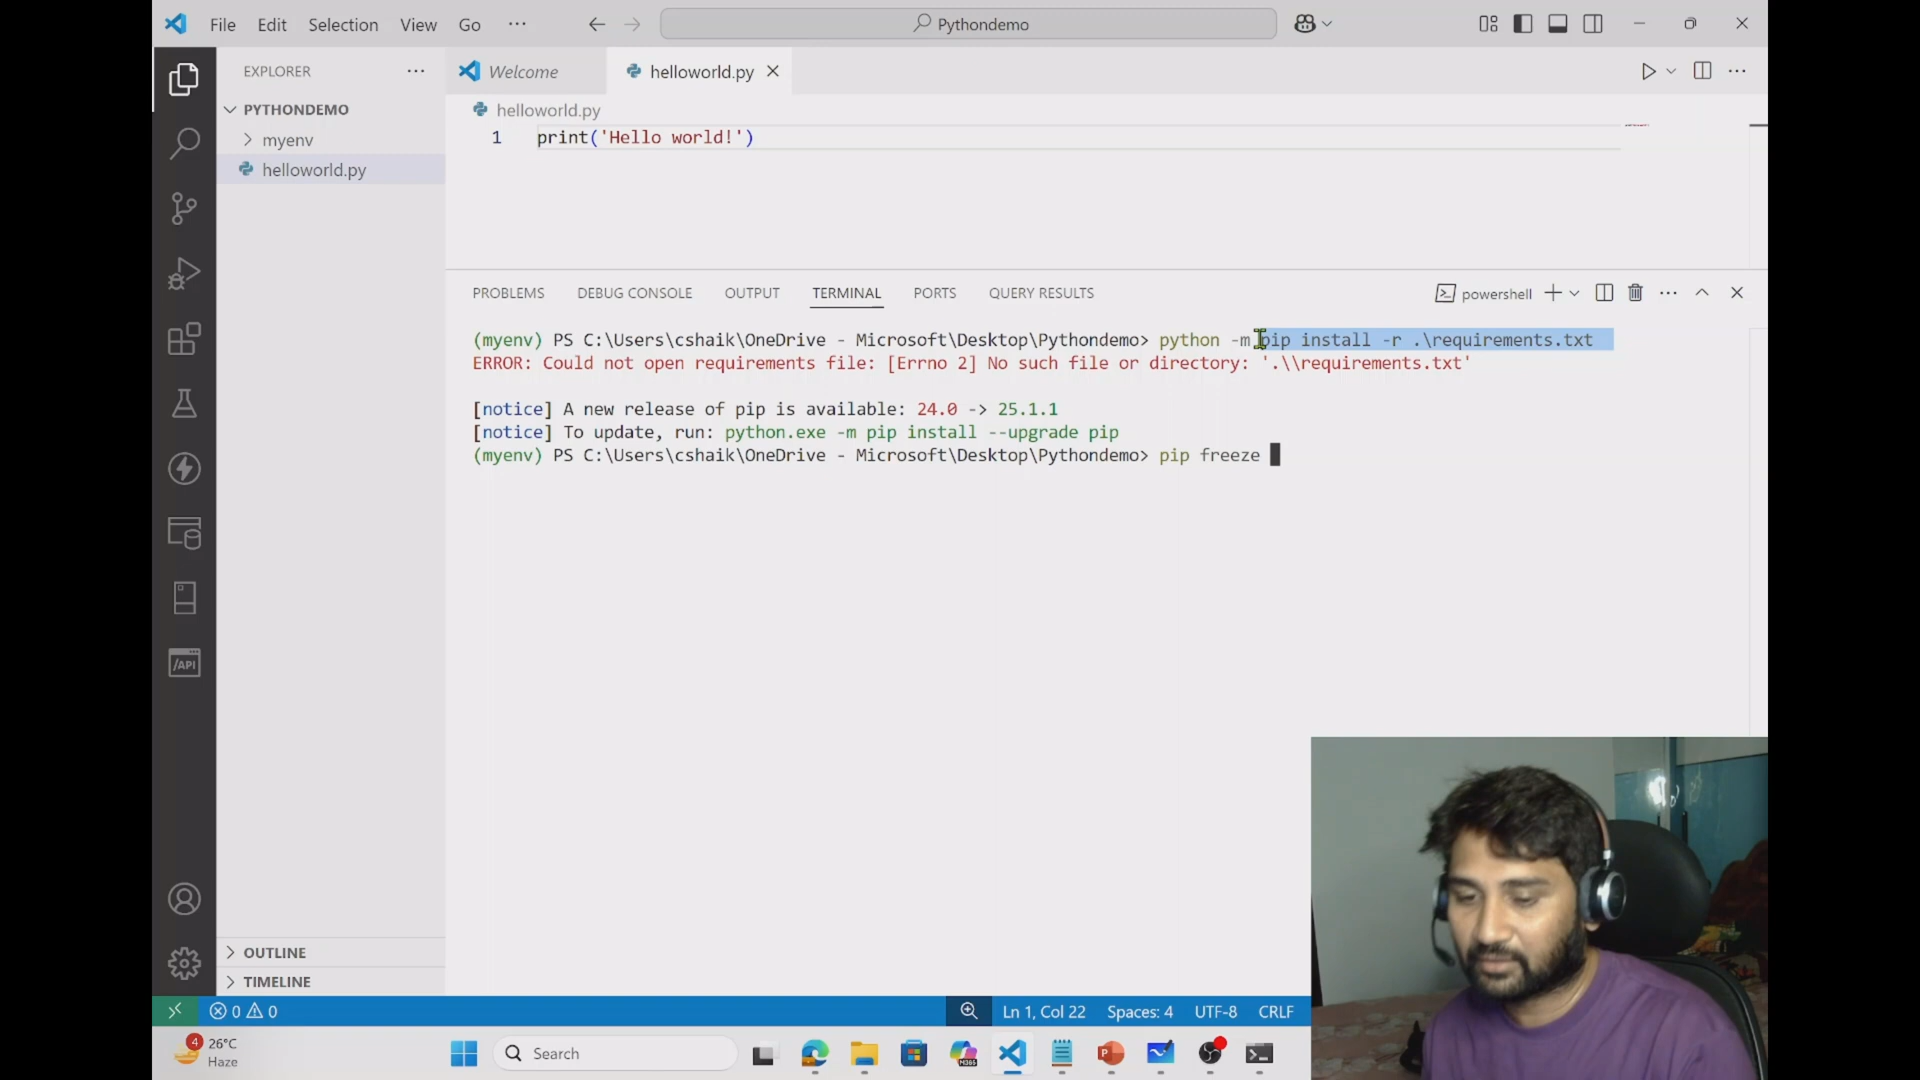 File Edit Selection View Go ··· Pythondemo
EXPLORER ···
PYTHONDEMO
myenv
helloworld.py
Welcome helloworld.py
helloworld.py
1 print('Hello world!')
PROBLEMS DEBUG CONSOLE OUTPUT TERMINAL PORTS QUERY RESULTS powershell
(myenv) PS C:\Users\cshaik\OneDrive - Microsoft\Desktop\Pythondemo> python -m pip install -r .\requirements.txt
ERROR: Could not open requirements file: [Errno 2] No such file or directory: '.\\requirements.txt'
[notice] A new release of pip is available: 24.0 -> 25.1.1
[notice] To update, run: python.exe -m pip install --upgrade pip
(myenv) PS C:\Users\cshaik\OneDrive - Microsoft\Desktop\Pythondemo> pip freeze
/API
OUTLINE
TIMELINE
0 0 Ln 1, Col 22 Spaces: 4 UTF-8 CRLF
4 26°C
Haze
Search
M365